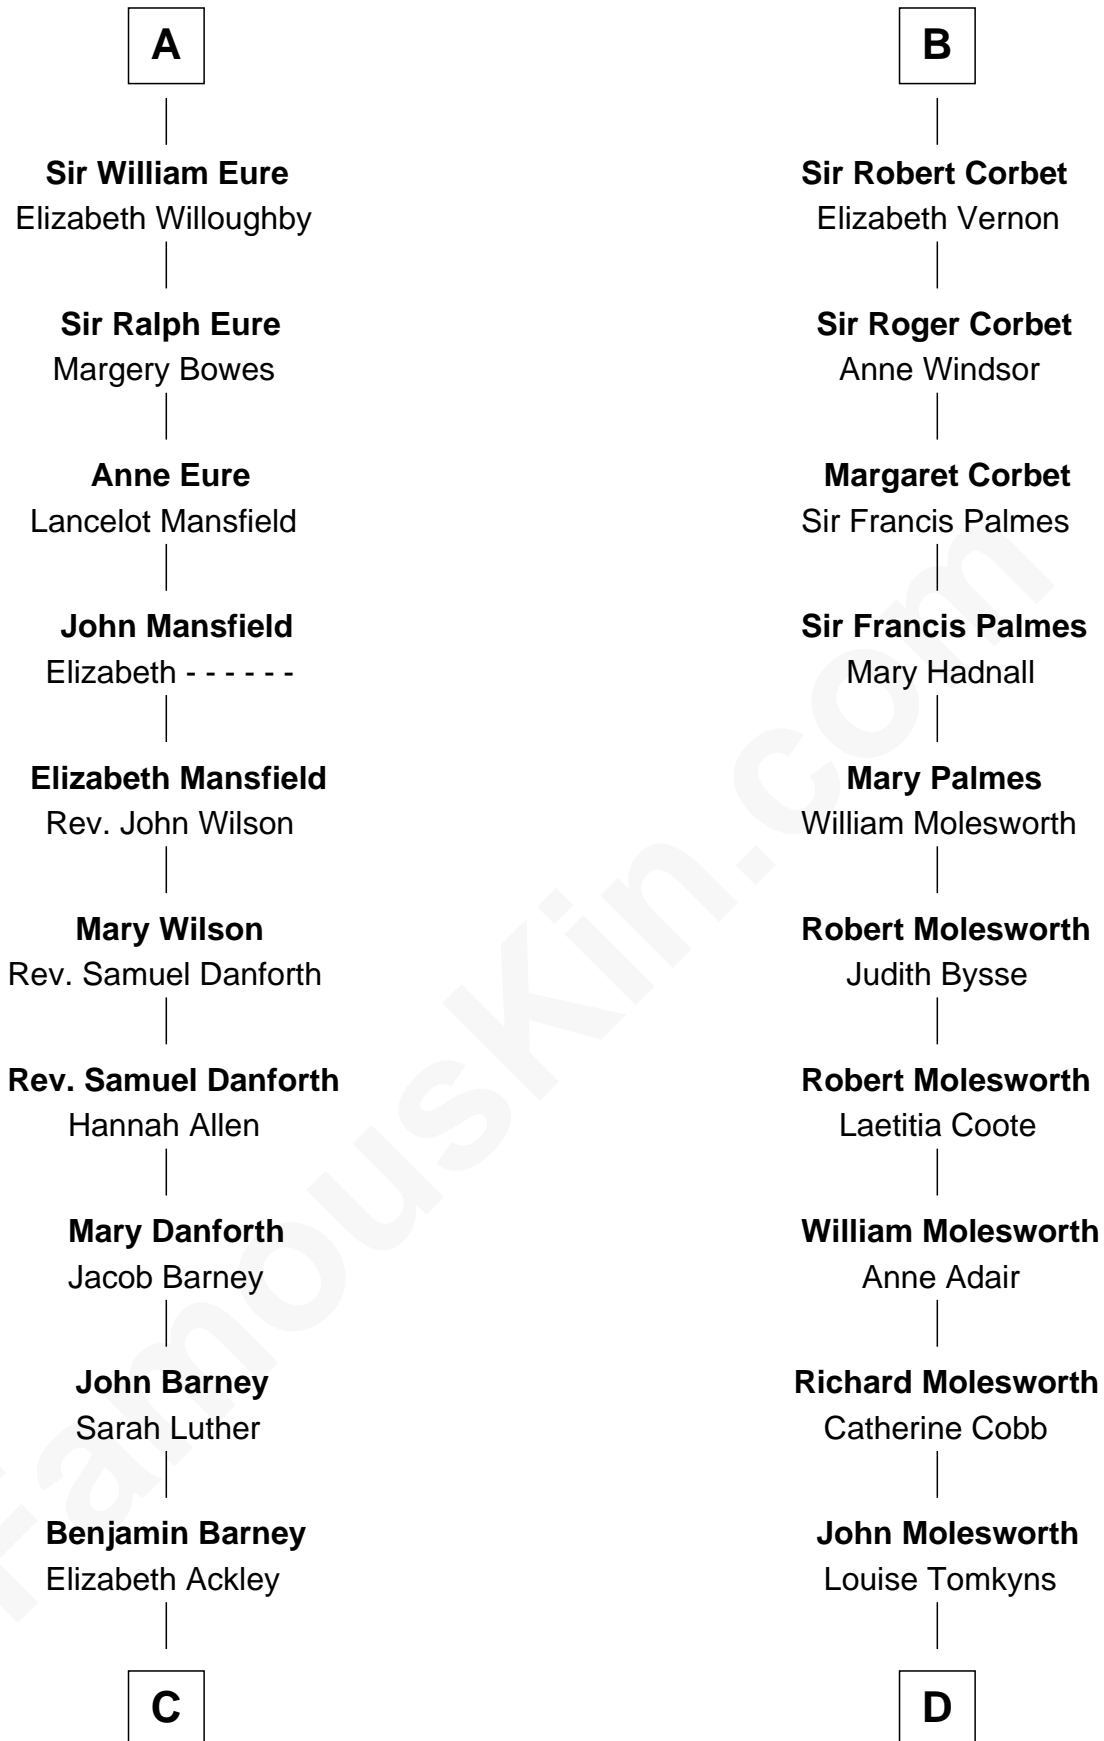 A
Sir William Eure
Elizabeth Willoughby
Sir Ralph Eure
Margery Bowes
Anne Eure
Lancelot Mansfield
John Mansfield
Elizabeth - - - - - -
Elizabeth Mansfield
Rev. John Wilson
Mary Wilson
Rev. Samuel Danforth
Rev. Samuel Danforth
Hannah Allen
Mary Danforth
Jacob Barney
John Barney
Sarah Luther
Benjamin Barney
Elizabeth Ackley
C
B
Sir Robert Corbet
Elizabeth Vernon
Sir Roger Corbet
Anne Windsor
Margaret Corbet
Sir Francis Palmes
Sir Francis Palmes
Mary Hadnall
Mary Palmes
William Molesworth
Robert Molesworth
Judith Bysse
Robert Molesworth
Laetitia Coote
William Molesworth
Anne Adair
Richard Molesworth
Catherine Cobb
John Molesworth
Louise Tomkyns
D
FamousKin.com